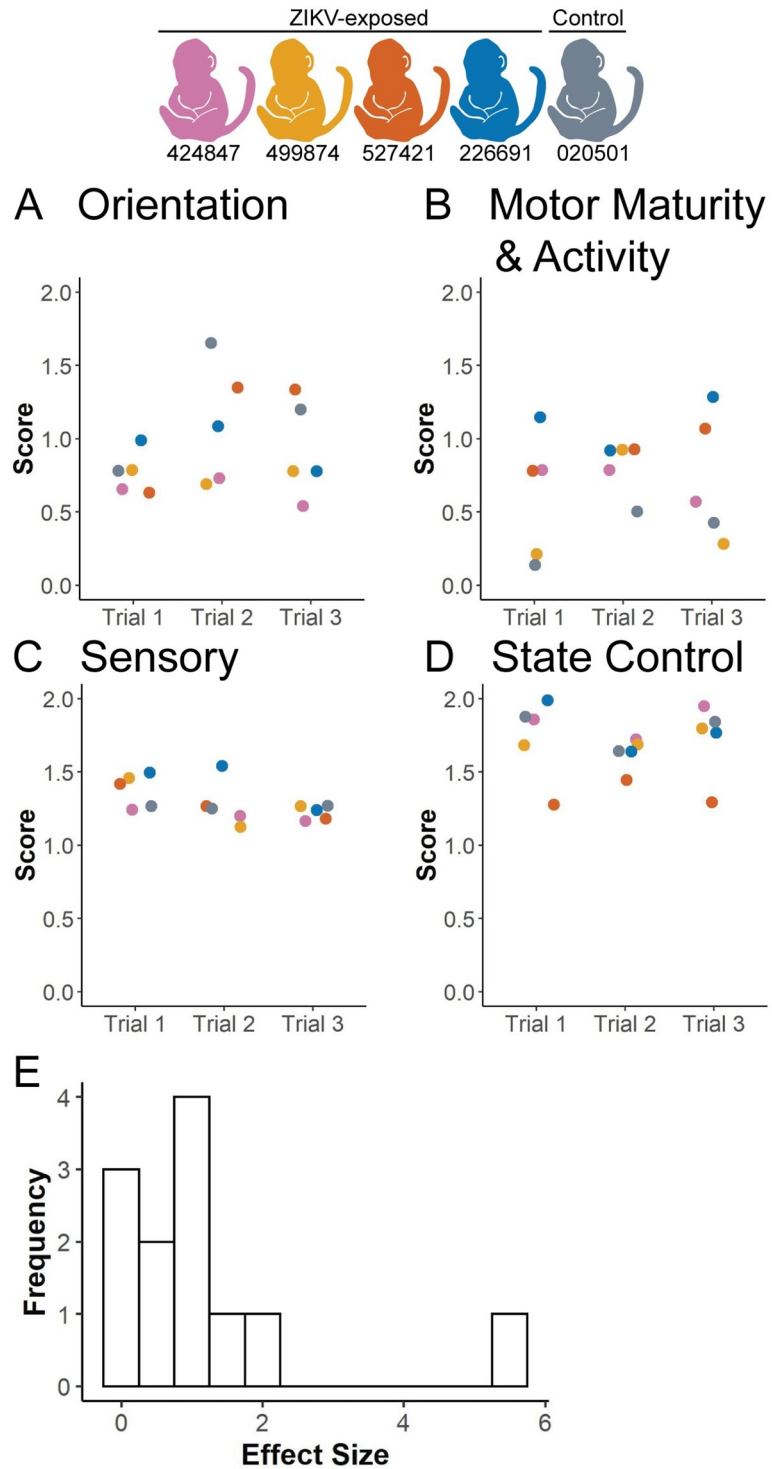 ZIKV-exposed Control
424847 499874 527421 226691 020501
A Orientation
B Motor Maturity
& Activity
2.0
1.5
1.0
0.5
0.0
Score
Trial 1 Trial 2 Trial 3
2.0
1.5
1.0
0.5
0.0
Score
Trial 1 Trial 2 Trial 3
C Sensory
D State Control
2.0
1.5
1.0
0.5
0.0
Score
Trial 1 Trial 2 Trial 3
2.0
1.5
1.0
0.5
0.0
Score
Trial 1 Trial 2 Trial 3
E
4
3
2
1
0
Frequency
0 2 4 6
Effect Size